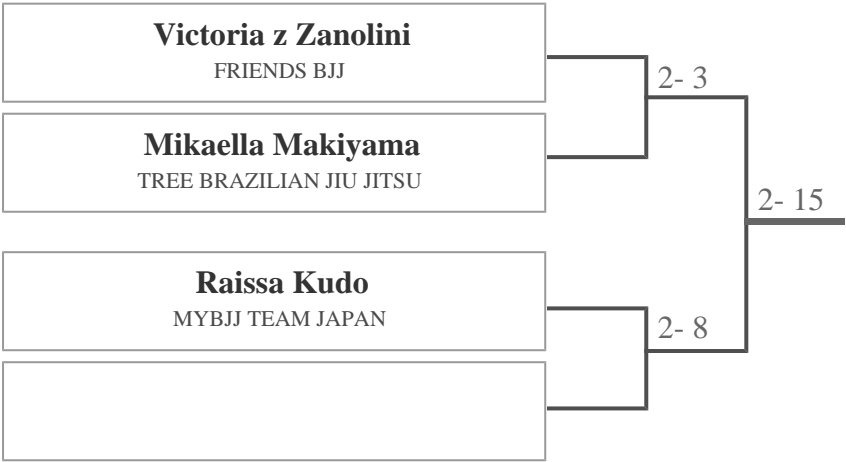 Victoria z Zanolini
FRIENDS BJJ
2- 3
Mikaella Makiyama
TREE BRAZILIAN JIU JITSU
2- 15
Raissa Kudo
MYBJJ TEAM JAPAN
2- 8